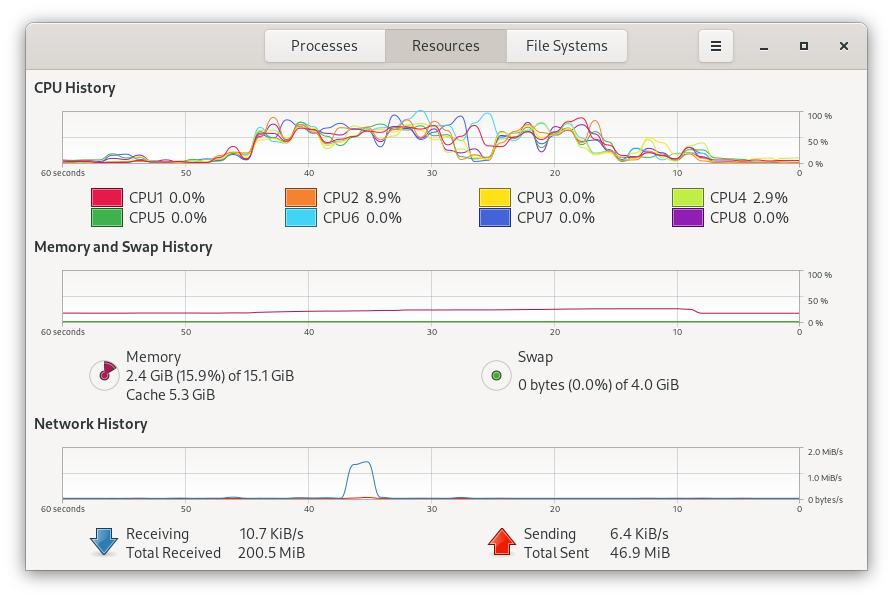 Processes Resources File Systems
CPU History
100 %
50 %
0 %
60 seconds 50 40 30 20 10 0
CPU1 0.0% CPU2 8.9% CPU3 0.0% CPU4 2.9%
CPU5 0.0% CPU6 0.0% CPU7 0.0% CPU8 0.0%
Memory and Swap History
100 %
50 %
0 %
60 seconds 50 40 30 20 10 0
Memory Swap
2.4 GiB (15.9%) of 15.1 GiB 0 bytes (0.0%) of 4.0 GiB
Cache 5.3 GiB
Network History
2.0 MiB/s
1.0 MiB/s
0 bytes/s
60 seconds 50 40 30 20 10 0
Receiving 10.7 KiB/s Sending 6.4 KiB/s
Total Received 200.5 MiB Total Sent 46.9 MiB